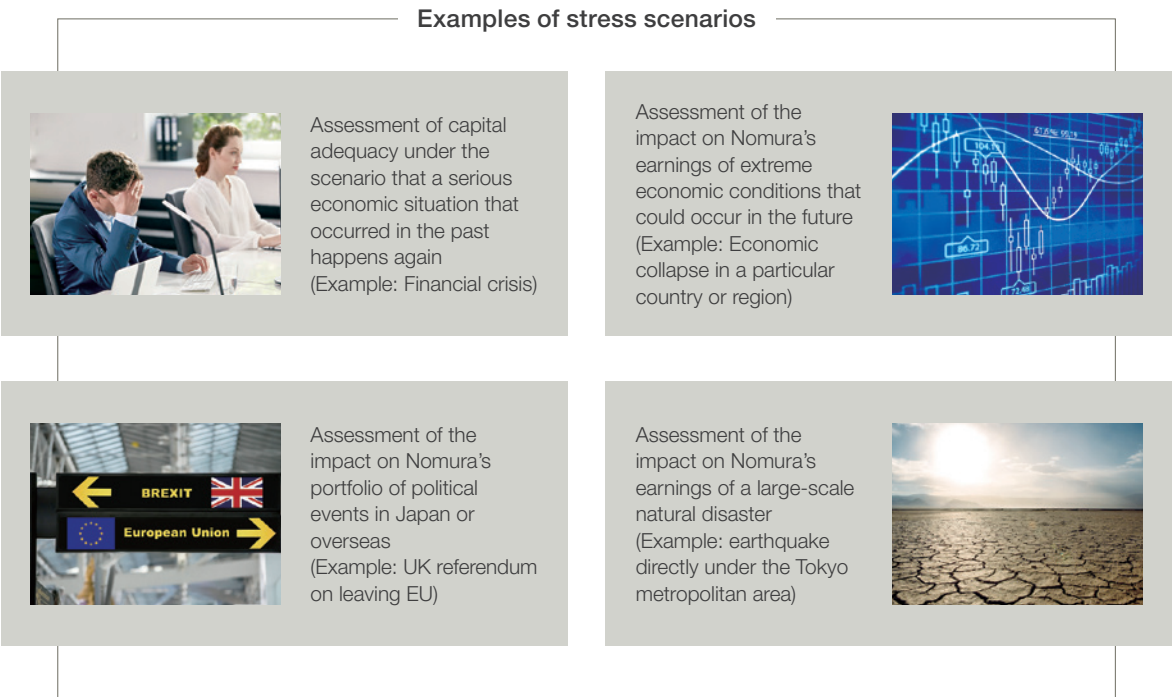 Examples of stress scenarios
Assessment of capital
adequacy under the
scenario that a serious
economic situation that
occurred in the past
happens again
(Example: Financial crisis)
Assessment of the
impact on Nomura's
earnings of extreme
economic conditions that
could occur in the future
(Example: Economic
collapse in a particular
country or region)
86.72
BREXIT
European Union
Assessment of the
impact on Nomura's
portfolio of political
events in Japan or
overseas
(Example: UK referendum
on leaving EU)
Assessment of the
impact on Nomura's
earnings of a large-scale
natural disaster
(Example: earthquake
directly under the Tokyo
metropolitan area)